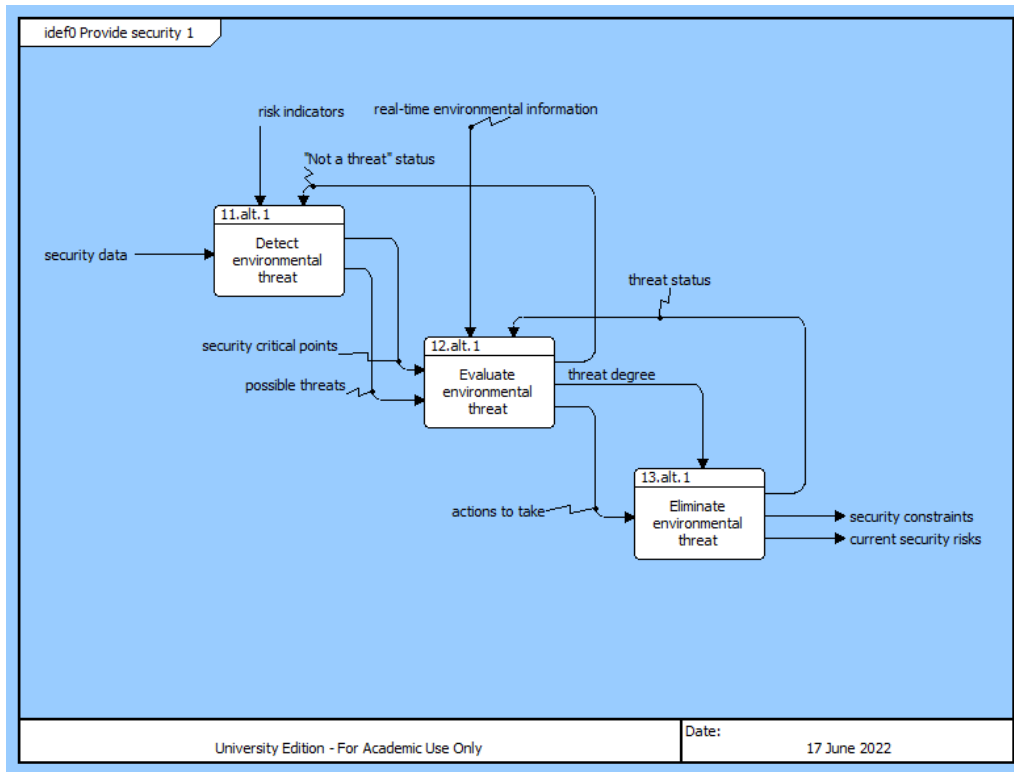 idef0 Provide security 1
risk indicators
real-time environmental information
"Not a threat" status
11.alt.1
Detect
environmental
threat
security data
threat status
security critical points
12.alt.1
Evaluate
environmental
threat
threat degree
possible threats
13.alt.1
Eliminate
environmental
threat
actions to take
security constraints
current security risks
University Edition - For Academic Use Only
Date:
17 June 2022